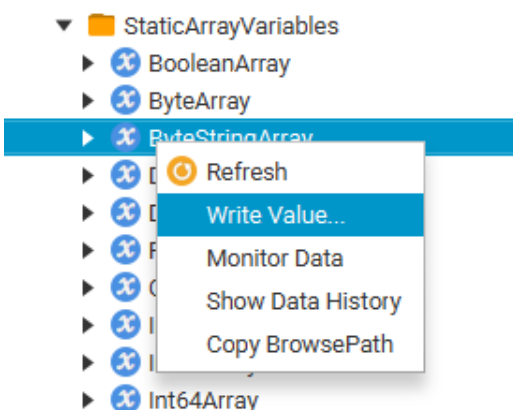 StaticArrayVariables
BooleanArray
ByteArray
ByteStringArray
Refresh
Write Value...
Monitor Data
Show Data History
Copy BrowsePath
Int64Array